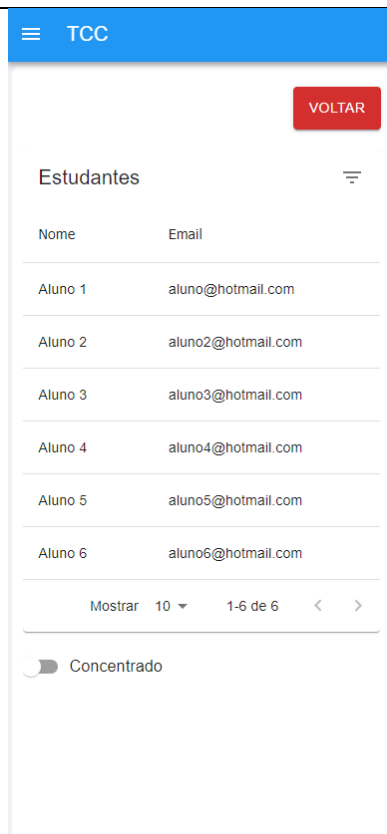 TCC
VOLTAR
Estudantes
Nome Email
Aluno 1 aluno@hotmail.com
Aluno 2 aluno2@hotmail.com
Aluno 3 aluno3@hotmail.com
Aluno 4 aluno4@hotmail.com
Aluno 5 aluno5@hotmail.com
Aluno 6 aluno6@hotmail.com
Mostrar 10 1-6 de 6
Concentrado